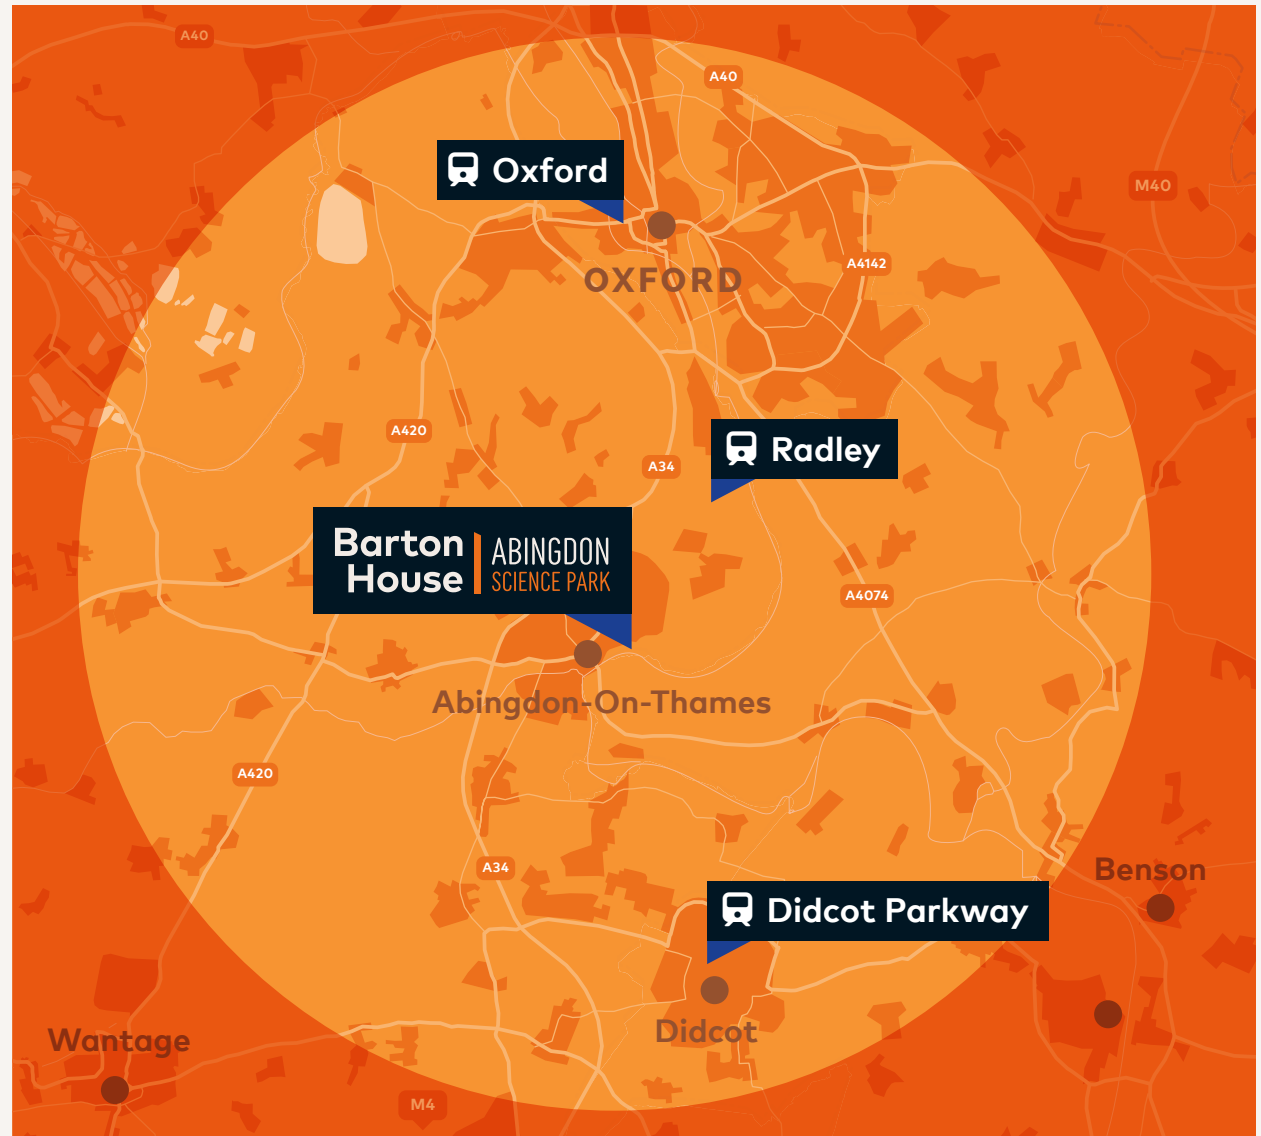 A40
A40
Oxford
M40
A4142
OXFORD
A420
Radley
A34
Barton
House
ABINGDON
SCIENCE PARK
A4074
Abingdon-On-Thames
A420
A34
Benson
Didcot Parkway
Didcot
Wantage
M4